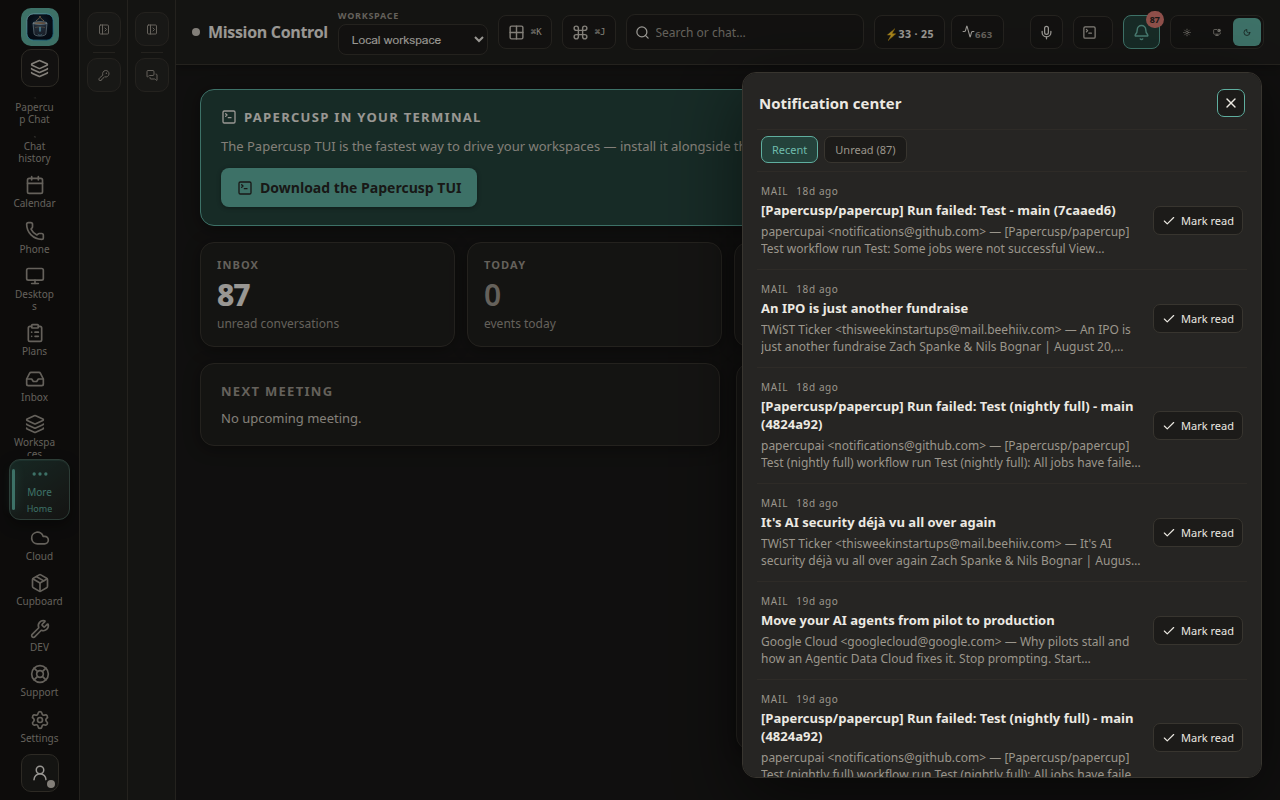 Papercu
p Chat
Chat
history
Calendar
Phone
Desktop
s
Plans
Inbox
Workspa
ces
More
Home
Cloud
Cupboard
DEV
Support
Settings
Mission Control
WORKSPACE
Local workspace
⌘K
⌘J
Search or chat...
⚡33 · 25
663
87
PAPERCUSP IN YOUR TERMINAL
The Papercusp TUI is the fastest way to drive your workspaces — install it alongside
Download the Papercusp TUI
INBOX
87
unread conversations
TODAY
0
events today
NEXT MEETING
No upcoming meeting.
Notification center
Recent
Unread (87)
MAIL 18d ago
[Papercusp/papercup] Run failed: Test - main (7caaed6)
papercupai <notifications@github.com> — [Papercusp/papercup]
Test workflow run Test: Some jobs were not successful View...
Mark read
MAIL 18d ago
An IPO is just another fundraise
TWiST Ticker <thisweekinstartups@mail.beehiiv.com> — An IPO is
just another fundraise Zach Spanke & Nils Bognar | August 20,...
Mark read
MAIL 18d ago
[Papercusp/papercup] Run failed: Test (nightly full) - main
(4824a92)
papercupai <notifications@github.com> — [Papercusp/papercup]
Test (nightly full) workflow run Test (nightly full): All jobs have faile...
Mark read
MAIL 18d ago
It's AI security déjà vu all over again
TWiST Ticker <thisweekinstartups@mail.beehiiv.com> — It's AI
security déjà vu all over again Zach Spanke & Nils Bognar | Augus...
Mark read
MAIL 19d ago
Move your AI agents from pilot to production
Google Cloud <googlecloud@google.com> — Why pilots stall and
how an Agentic Data Cloud fixes it. Stop prompting. Start...
Mark read
MAIL 19d ago
[Papercusp/papercup] Run failed: Test (nightly full) - main
(4824a92)
papercupai <notifications@github.com> — [Papercusp/papercup]
Test (nightly full) workflow run Test (nightly full): All jobs have faile
Mark read